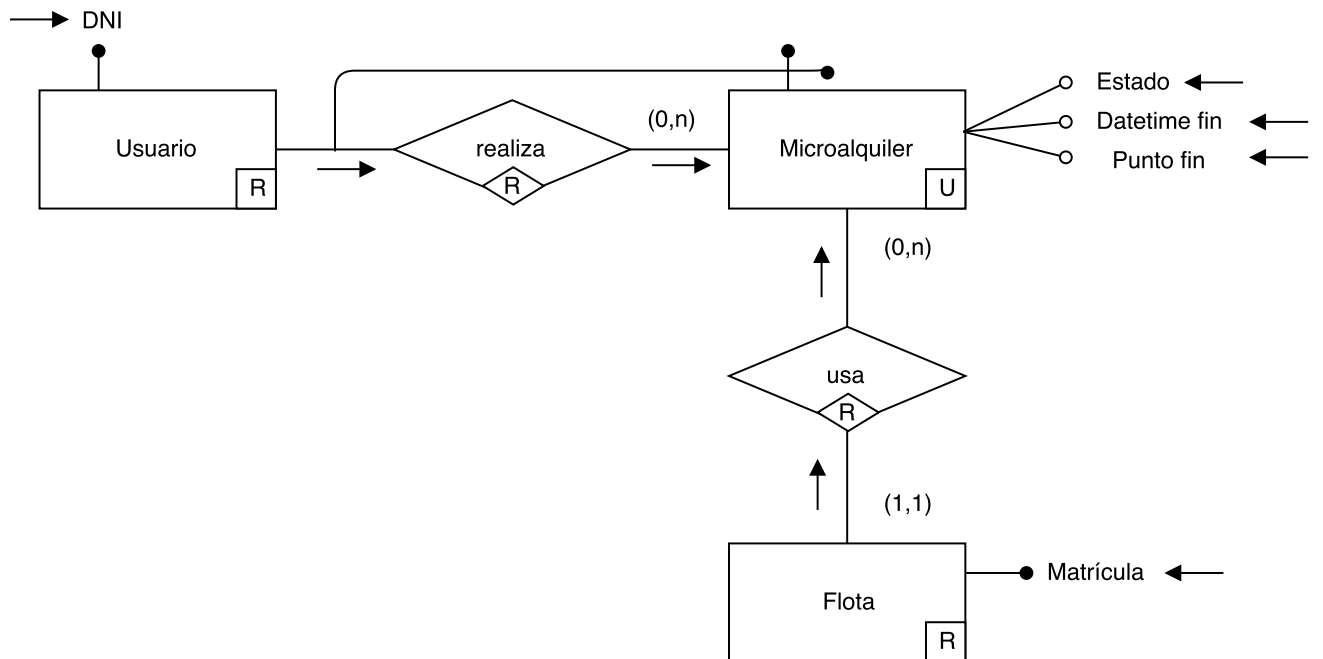 DNI
Estado
(0,n)
Datetime fin
Usuario
realiza
Microalquiler
Punto fin
R
R
U
(0,n)
usa
R
(1,1)
Matrícula
Flota
R